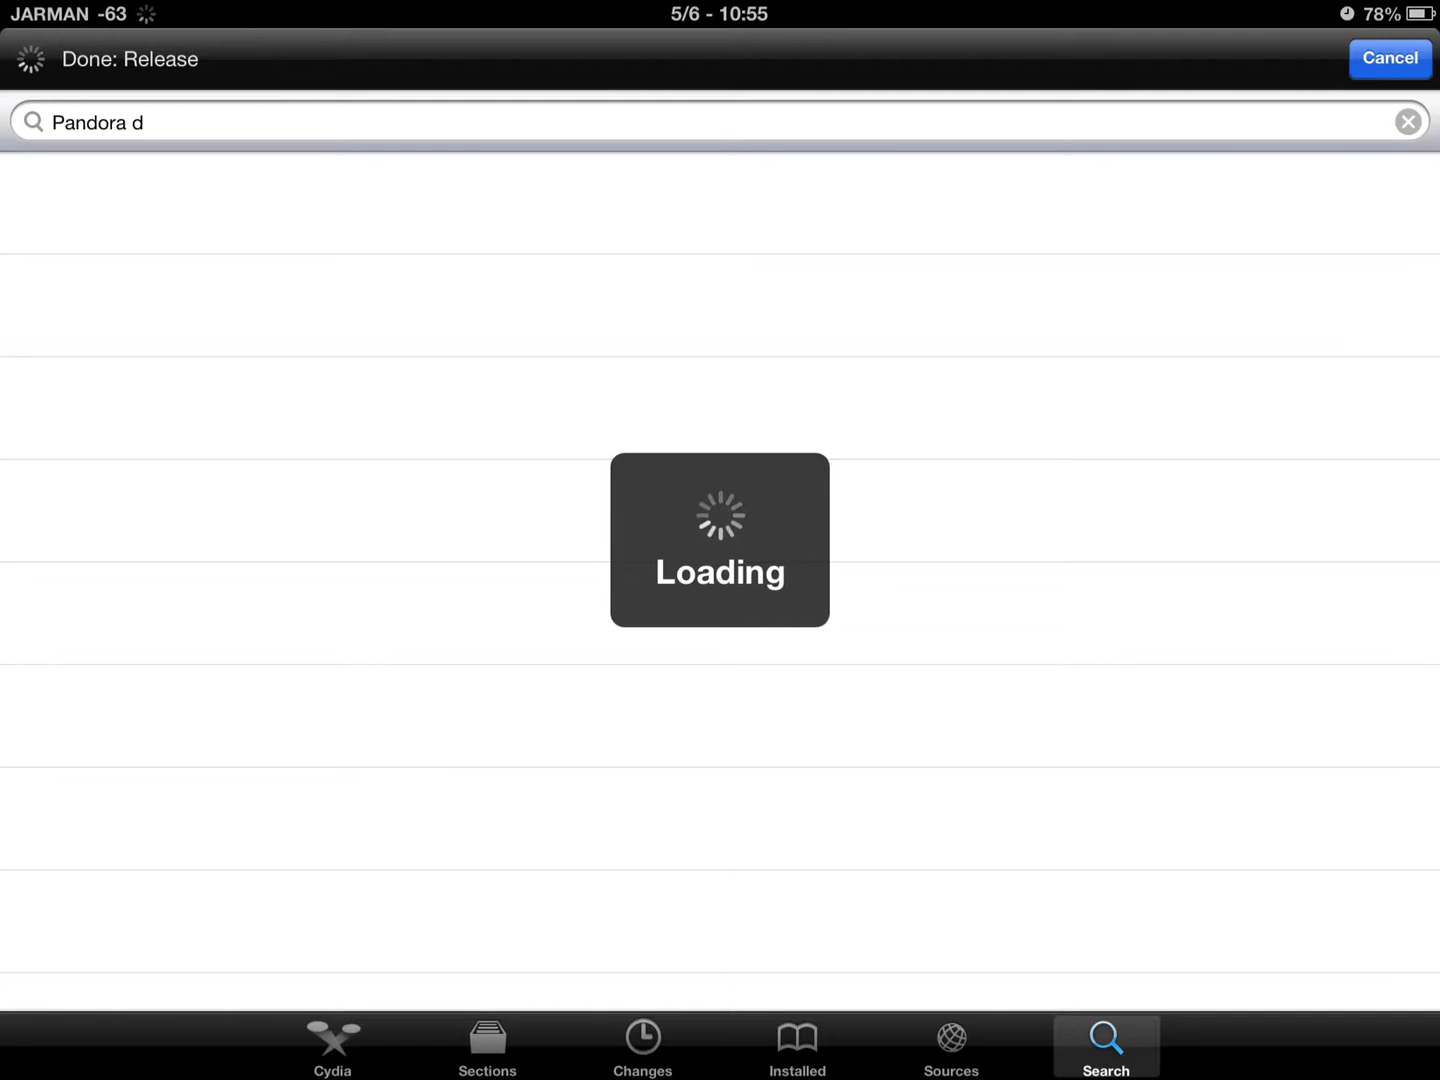 JARMAN -63 5/6 - 10:55 78%
Done: Release Cancel
Pandora d
Loading
Cydia Sections Changes Installed Sources Search